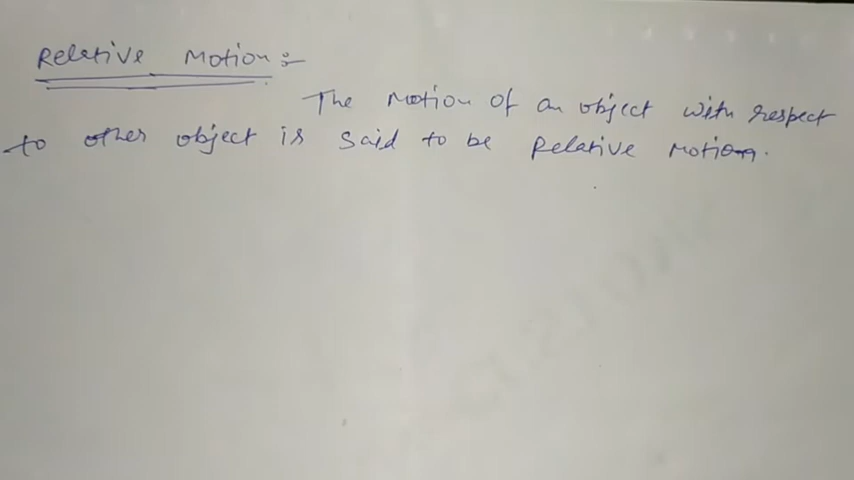 Relative Motion :-
The Motion of an object with respect
to other object is said to be Relative Motion.